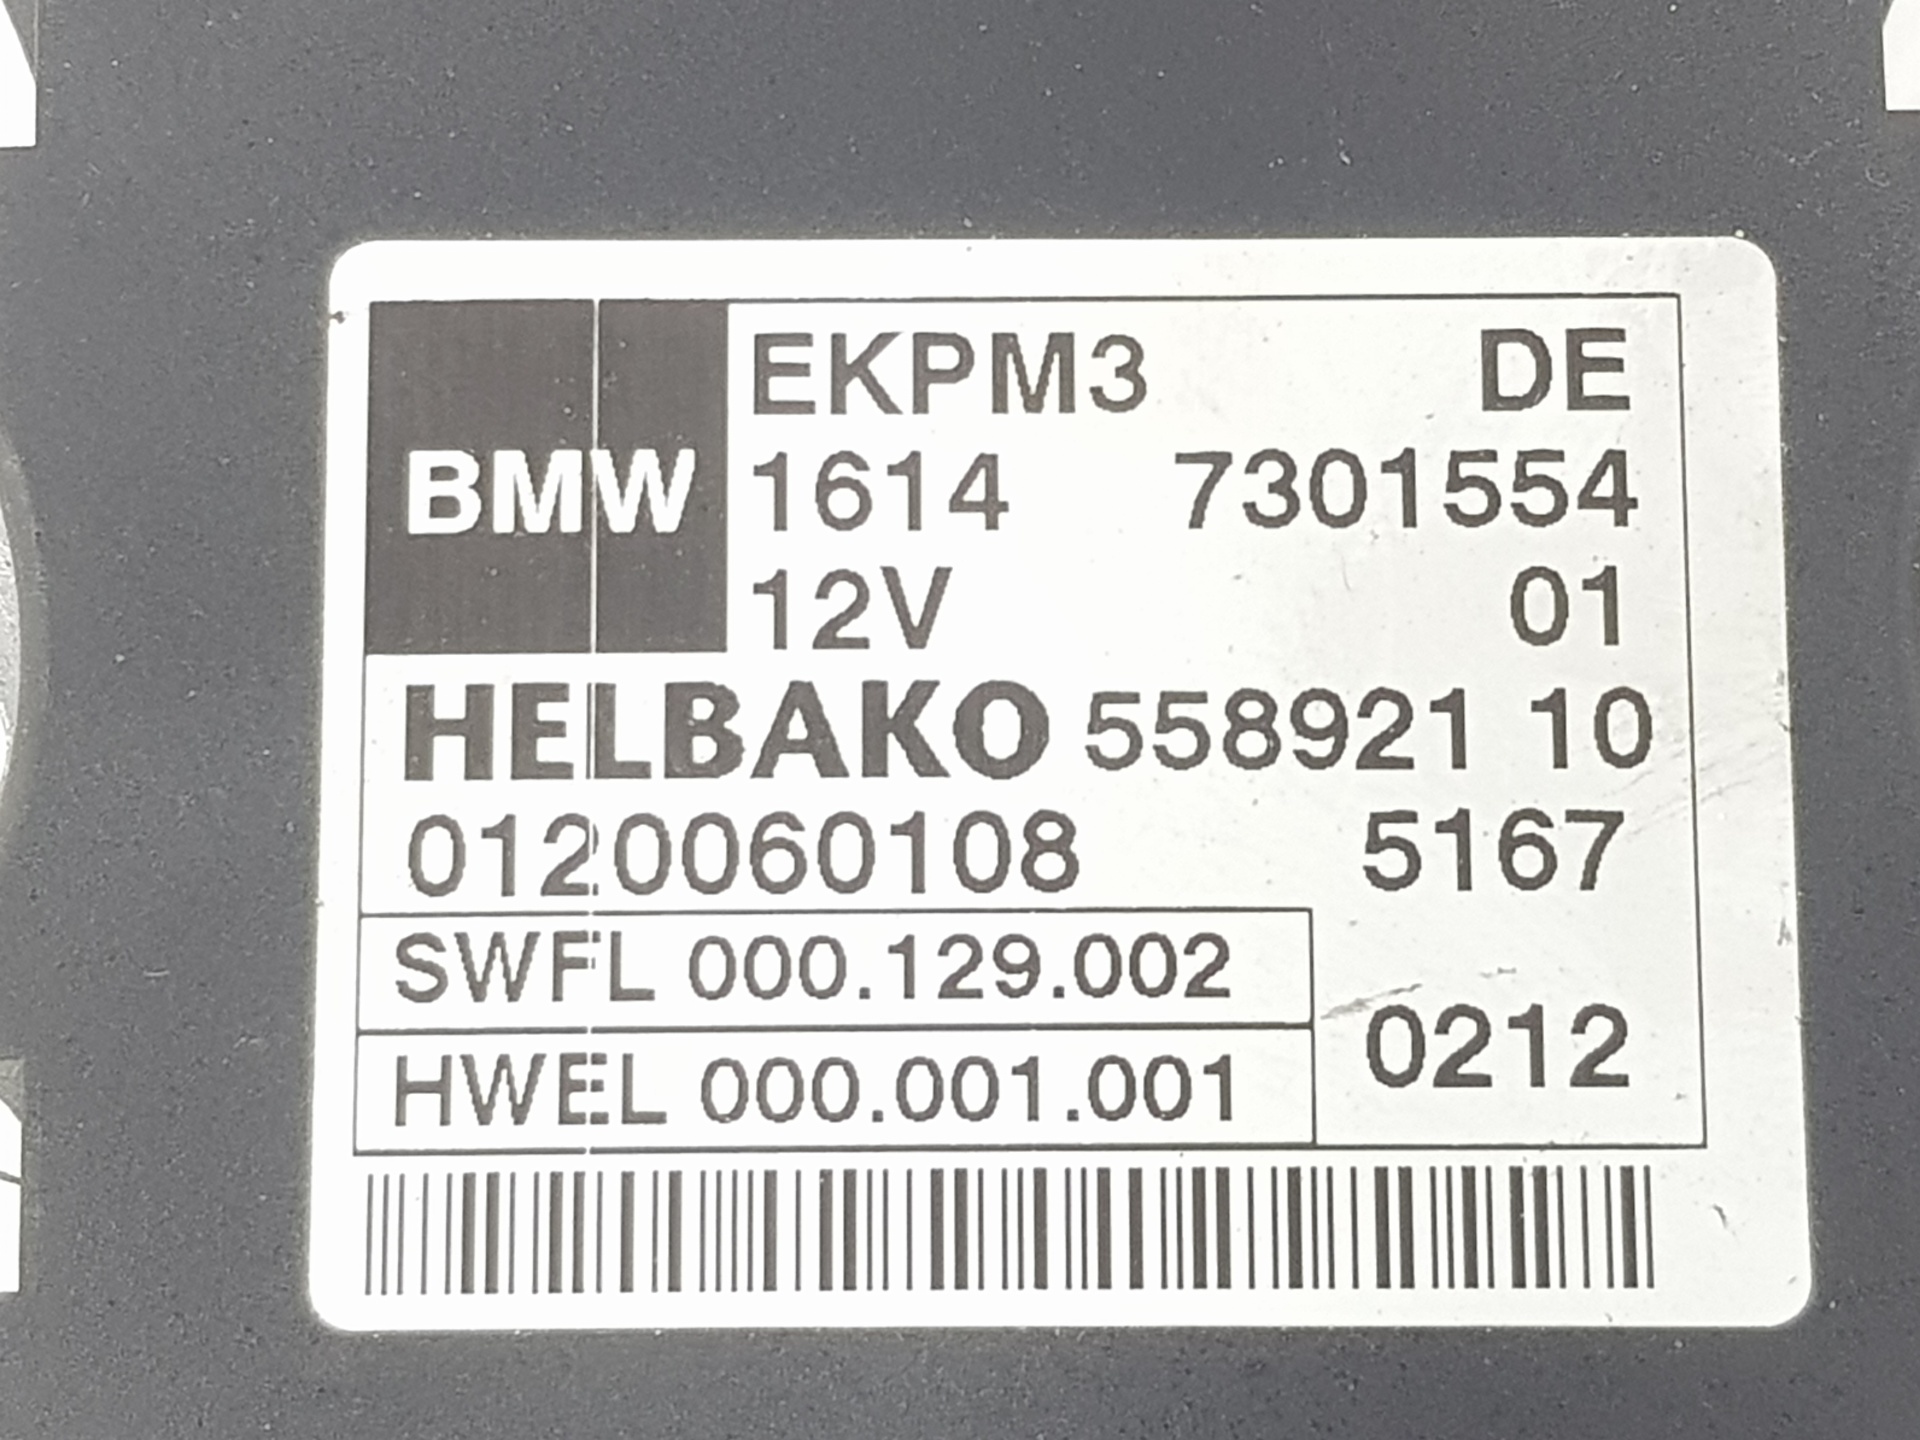 EKPM3 DE
BMW 1614 7301554
12V 01
HELBAKO 558921 10
0120060108 5167
SWFL 000.129.002
0212
HWEL 000.001.001